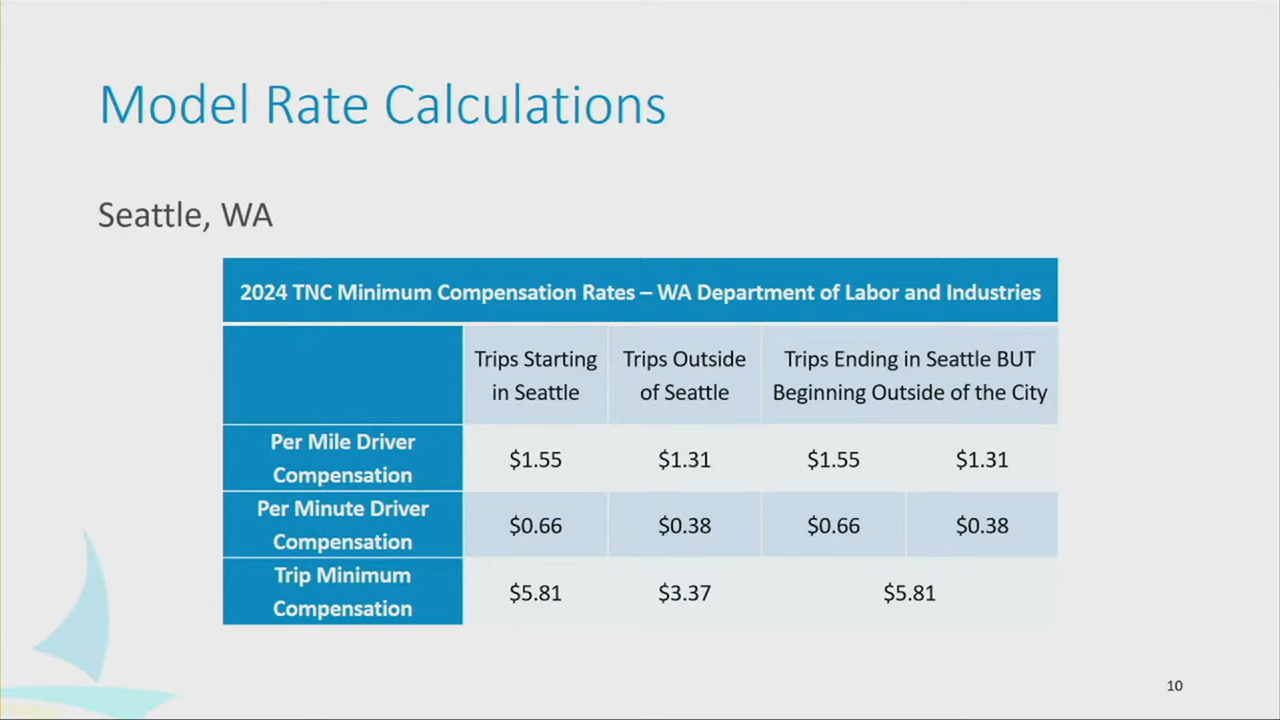 Model Rate Calculations
Seattle, WA
2024 TNC Minimum Compensation Rates – WA Department of Labor and Industries
Trips Starting
in Seattle
Trips Outside
of Seattle
Trips Ending in Seattle BUT
Beginning Outside of the City
Per Mile Driver
Compensation
$1.55
$1.31
$1.55
$1.31
Per Minute Driver
Compensation
$0.66
$0.38
$0.66
$0.38
Trip Minimum
Compensation
$5.81
$3.37
$5.81
10